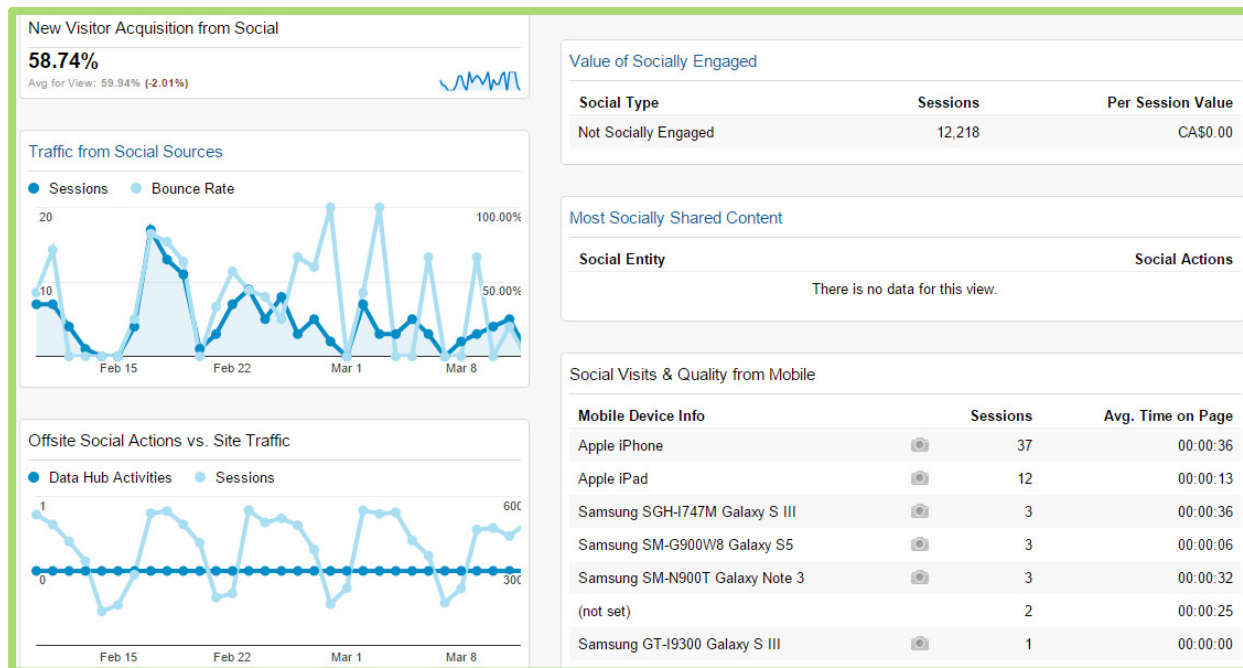 New Visitor Acquisition from Social
58.74%
Avg for View: 59.94% (-2.01%)
Traffic from Social Sources
Sessions Bounce Rate
20 100.00%
10 50.00%
Feb 15 Feb 22 Mar 1 Mar 8
Offsite Social Actions vs. Site Traffic
Data Hub Activities Sessions
1 600
0 300
Feb 15 Feb 22 Mar 1 Mar 8
Value of Socially Engaged
Social Type Sessions Per Session Value
Not Socially Engaged 12,218 CA$0.00
Most Socially Shared Content
Social Entity Social Actions
There is no data for this view.
Social Visits & Quality from Mobile
Mobile Device Info Sessions Avg. Time on Page
Apple iPhone 37 00:00:36
Apple iPad 12 00:00:13
Samsung SGH-I747M Galaxy S III 3 00:00:36
Samsung SM-G900W8 Galaxy S5 3 00:00:06
Samsung SM-N900T Galaxy Note 3 3 00:00:32
(not set) 2 00:00:25
Samsung GT-I9300 Galaxy S III 1 00:00:00